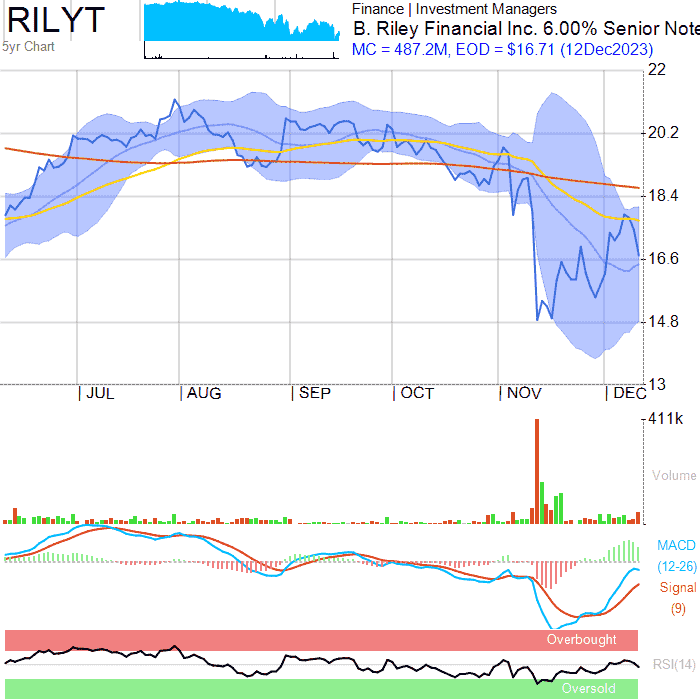 RILYT
5yr Chart
Finance | Investment Managers
B. Riley Financial Inc. 6.00% Senior Note
MC = 487.2M, EOD = $16.71 (12Dec2023)
22
20.2
18.4
16.6
14.8
13
| JUL | AUG | SEP | OCT | NOV | DEC
411k
Volume
MACD
(12-26)
Signal
(9)
Overbought
RSI(14)
Oversold